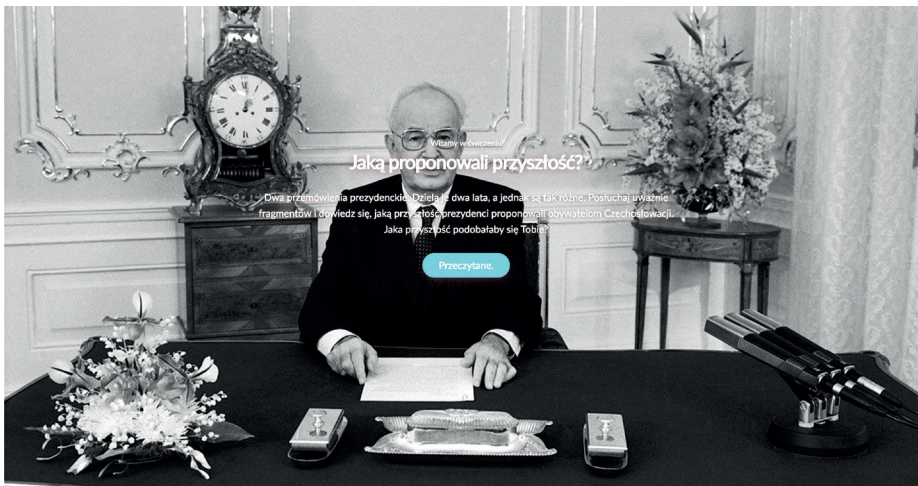 Witamy w ćwiczeniu!
Jaką proponowali przyszłość?
Dwa przemówienia prezydenckie. Dzielą je dwa lata, a jednak są tak różne. Posłuchaj uważnie
fragmentów i dowiedz się, jaką przyszłość prezydenci proponowali obywatelom Czechosłowacji.
Jaka przyszłość podobałaby się Tobie?
Przeczytane.